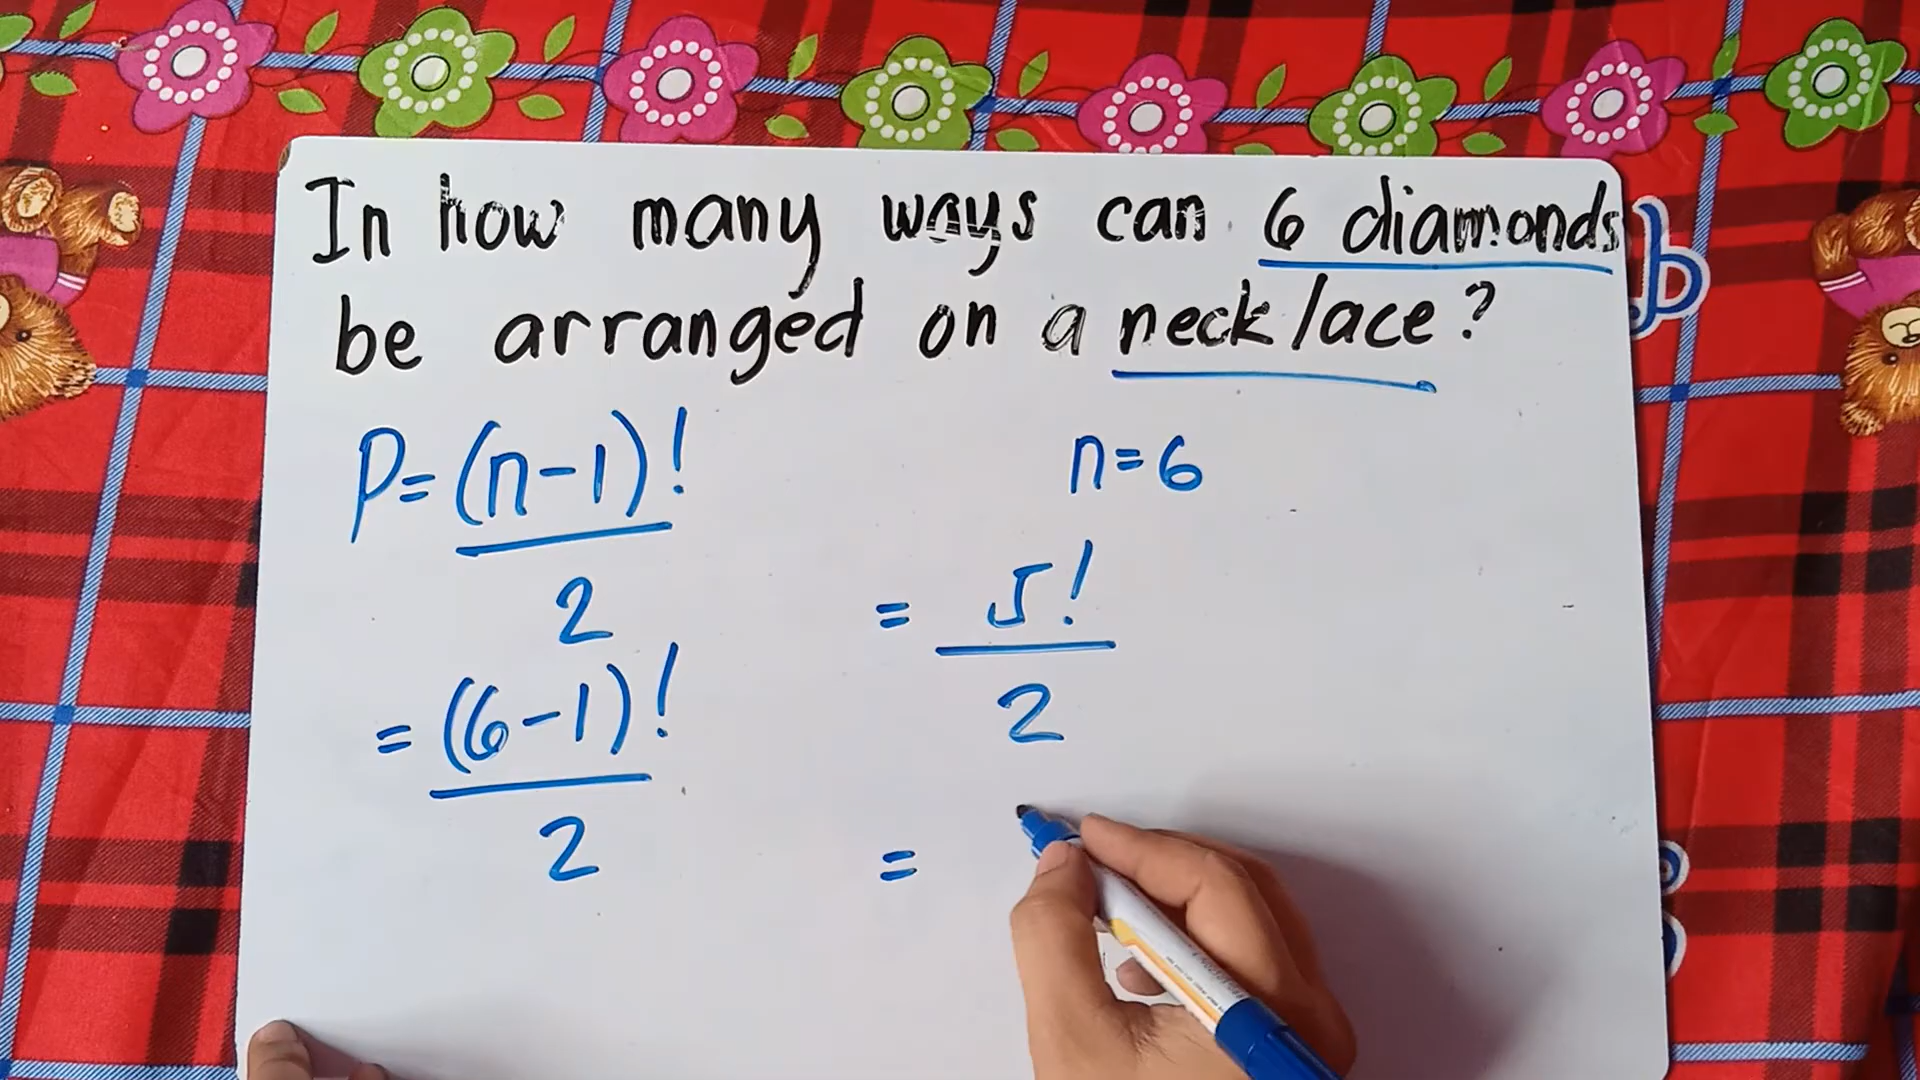 In how many ways can 6 diamonds
be arranged on a necklace?
P=(n-1)!
2
n=6
= (6-1)!
2
= 5!
2
=
b